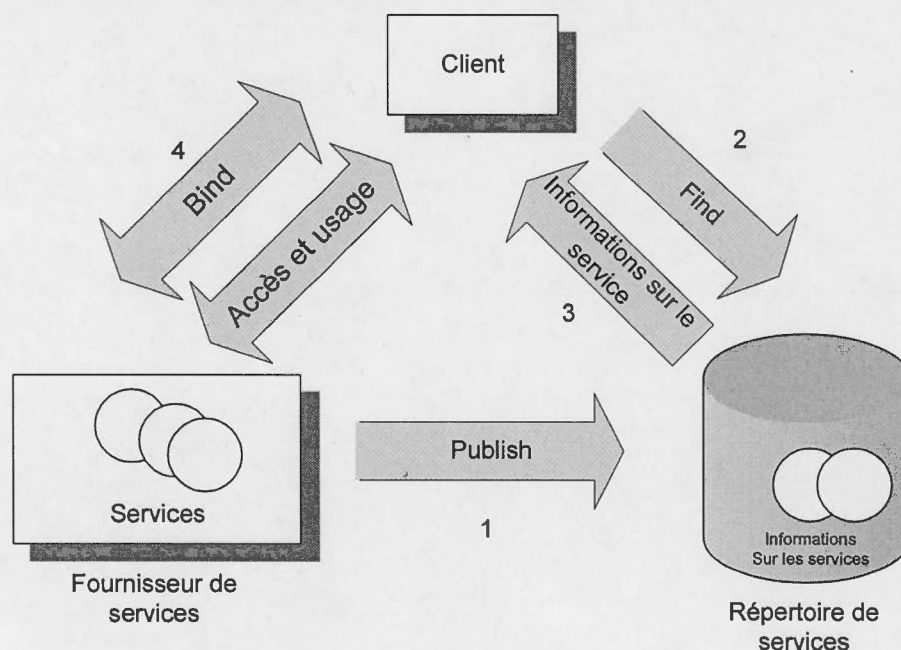 Client
4
Bind
Accès et usage
2
Find
Informations sur le
service
3
Publish
1
Services
Fournisseur de
services
Informations
Sur les services
Répertoire de
services